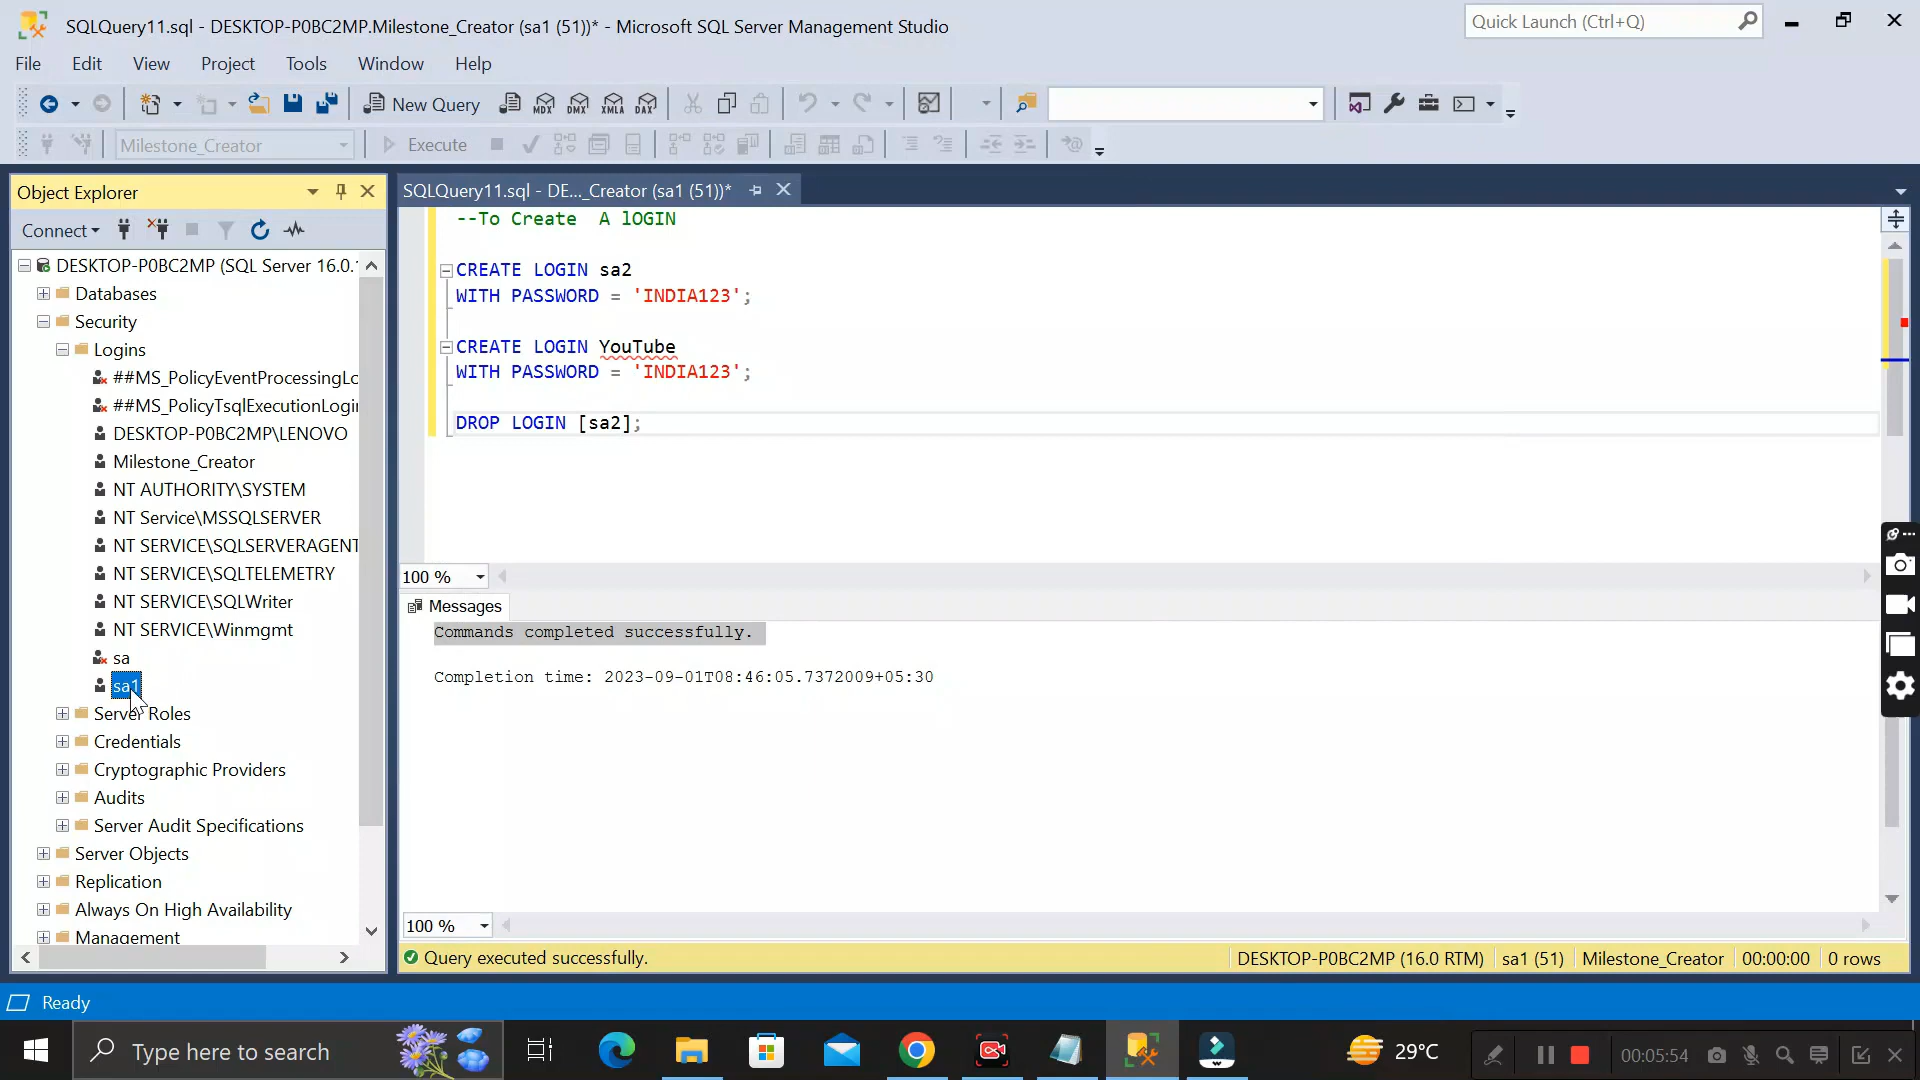 SQLQuery11.sql - DESKTOP-P0BC2MP.Milestone_Creator (sa1 (51))* - Microsoft SQL Server Management Studio
Quick Launch (Ctrl+Q)
File Edit View Project Tools Window Help
New Query MDX DMX XMLA DAX
Milestone_Creator Execute
Object Explorer
Connect
DESKTOP-P0BC2MP (SQL Server 16.0.1
Databases
Security
Logins
##MS_PolicyEventProcessingLo
##MS_PolicyTsqlExecutionLogin
DESKTOP-P0BC2MP\LENOVO
Milestone_Creator
NT AUTHORITY\SYSTEM
NT Service\MSSQLSERVER
NT SERVICE\SQLSERVERAGENT
NT SERVICE\SQLTELEMETRY
NT SERVICE\SQLWriter
NT SERVICE\Winmgmt
sa
sa1
Server Roles
Credentials
Cryptographic Providers
Audits
Server Audit Specifications
Server Objects
Replication
Always On High Availability
Management
SQLQuery11.sql - DE..._Creator (sa1 (51))*
--To Create  A lOGIN
CREATE LOGIN sa2
WITH PASSWORD = 'INDIA123';
CREATE LOGIN YouTube
WITH PASSWORD = 'INDIA123';
DROP LOGIN [sa2];
100 %
Messages
Commands completed successfully.
Completion time: 2023-09-01T08:46:05.7372009+05:30
100 %
Query executed successfully.
DESKTOP-P0BC2MP (16.0 RTM) sa1 (51) Milestone_Creator 00:00:00 0 rows
Ready
Type here to search
29°C
00:05:54